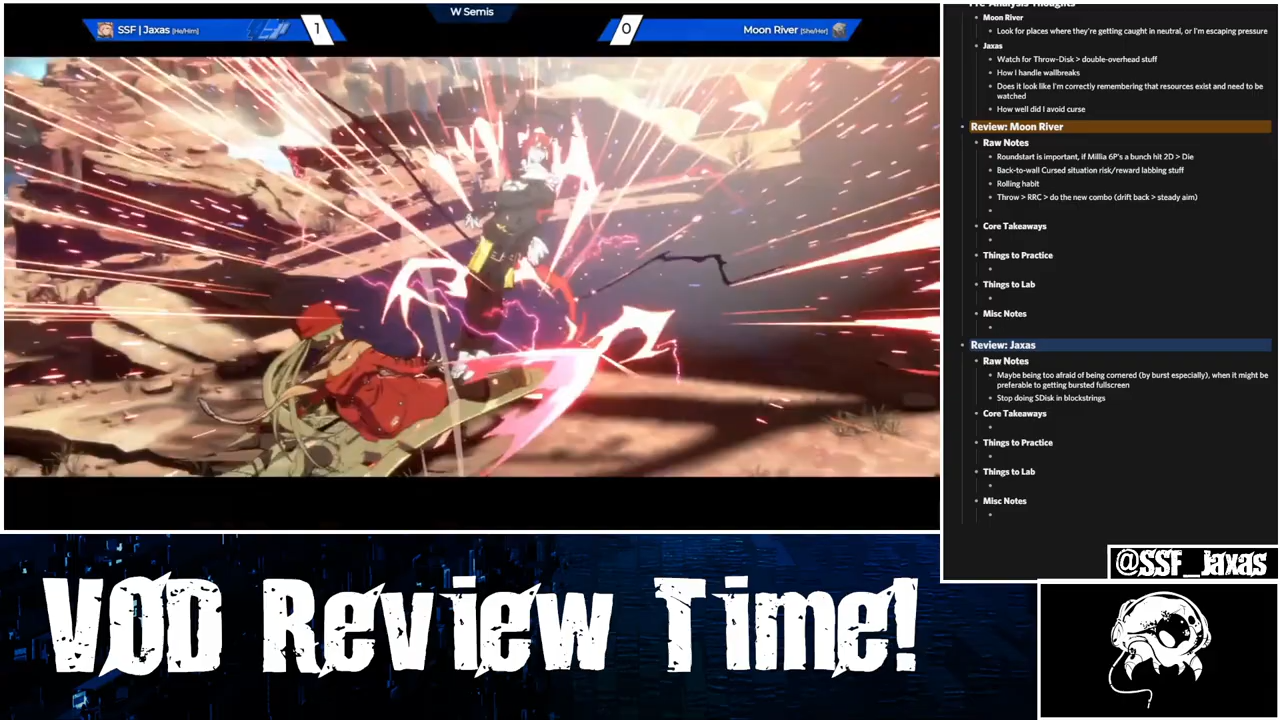 W Semis
SSF | Jaxas [He/Him]
1
0
Moon River [She/Her]
Pre-Analysis Thoughts
Moon River
Look for places where they're getting caught in neutral, or I'm escaping pressure
Jaxas
Watch for Throw-Disk > double-overhead stuff
How I handle wallbreaks
Does it look like I'm correctly remembering that resources exist and need to be
watched
How well did I avoid curse
Review: Moon River
Raw Notes
Roundstart is important, if Millia 6P's a bunch hit 2D > Die
Back-to-wall Cursed situation risk/reward labbing stuff
Rolling habit
Throw > RRC > do the new combo (drift back > steady aim)
Core Takeaways
Things to Practice
Things to Lab
Misc Notes
Review: Jaxas
Raw Notes
Maybe being too afraid of being cornered (by burst especially), when it might be
preferable to getting bursted fullscreen
Stop doing SDisk in blockstrings
Core Takeaways
Things to Practice
Things to Lab
Misc Notes
@SSF_Jaxas
VOD Review Time!